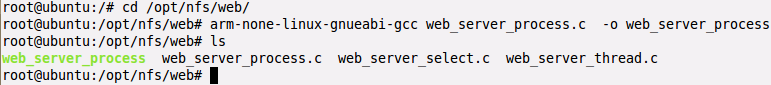 root@ubuntu:/# cd /opt/nfs/web/
root@ubuntu:/opt/nfs/web# arm-none-linux-gnueabi-gcc web_server_process.c  -o web_server_process
root@ubuntu:/opt/nfs/web# ls
web_server_process  web_server_process.c  web_server_select.c  web_server_thread.c
root@ubuntu:/opt/nfs/web#